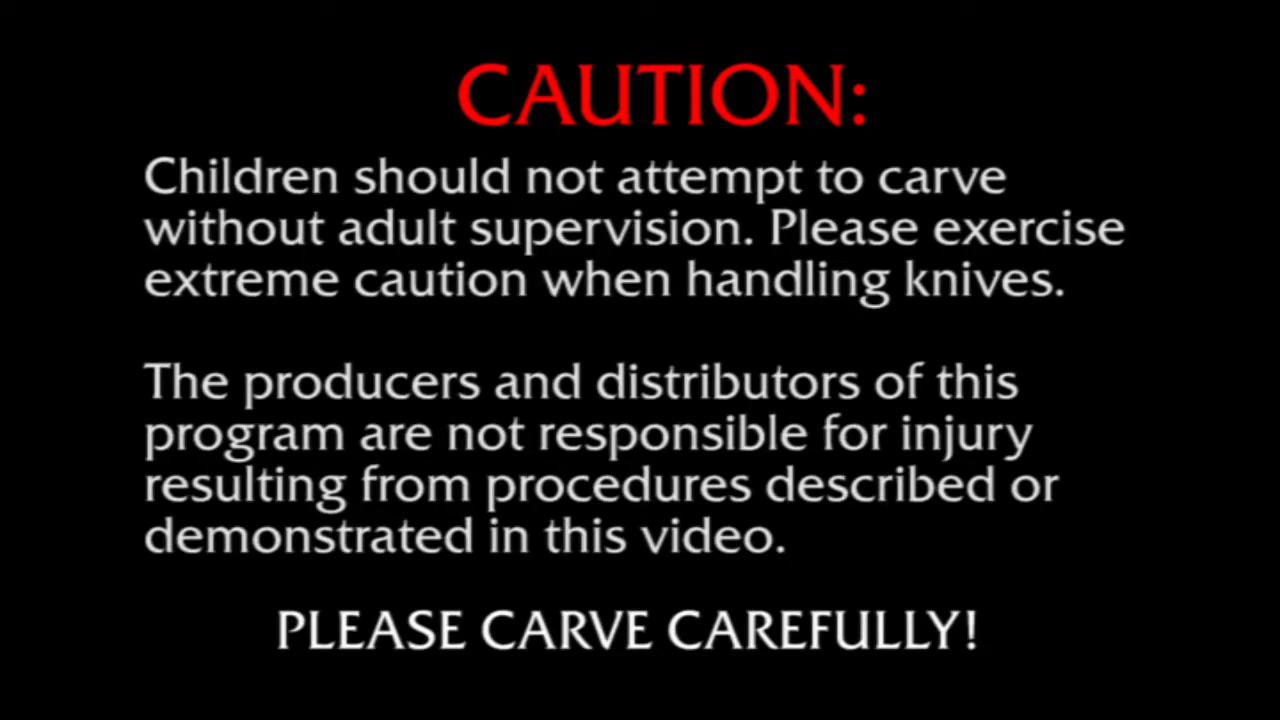 CAUTION:
Children should not attempt to carve
without adult supervision. Please exercise
extreme caution when handling knives.
The producers and distributors of this
program are not responsible for injury
resulting from procedures described or
demonstrated in this video.
PLEASE CARVE CAREFULLY!